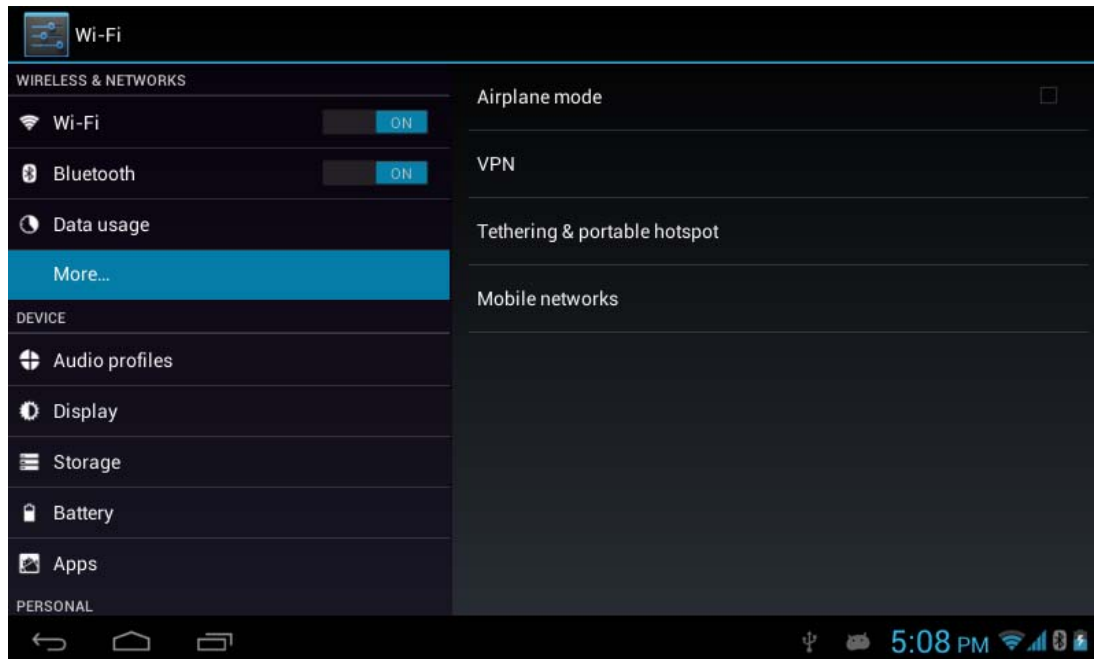 Wi-Fi
WIRELESS & NETWORKS
Wi-Fi ON
Bluetooth ON
Data usage
More...
DEVICE
Audio profiles
Display
Storage
Battery
Apps
PERSONAL
Airplane mode
VPN
Tethering & portable hotspot
Mobile networks
5:08 PM